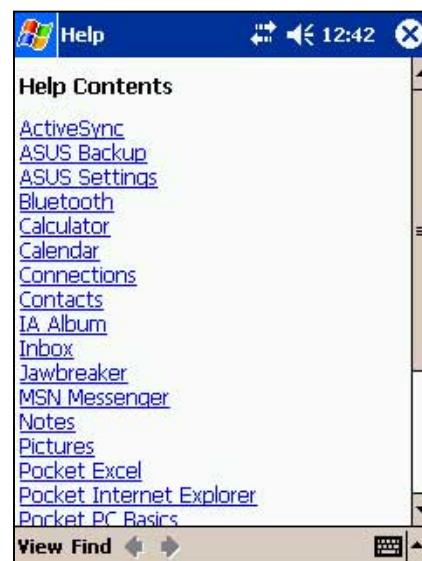 Help 12:42
Help Contents
ActiveSync
ASUS Backup
ASUS Settings
Bluetooth
Calculator
Calendar
Connections
Contacts
IA Album
Inbox
Jawbreaker
MSN Messenger
Notes
Pictures
Pocket Excel
Pocket Internet Explorer
Pocket PC Basics
View Find